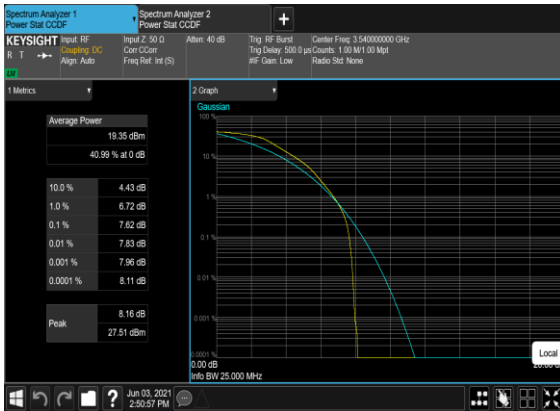 Spectrum Analyzer 1
Power Stat CCDF
Spectrum Analyzer 2
Power Stat CCDF
KEYSIGHT
R T
LXI
Input: RF
Coupling: DC
Align: Auto
Input Z: 50 Ω
Corr CCorr
Freq Ref: Int (S)
Atten: 40 dB
Trig: RF Burst
Trig Delay: 500.0 µs
#IF Gain: Low
Center Freq: 3.540000000 GHz
Counts: 1.00 M/1.00 Mpt
Radio Std: None
1 Metrics
Average Power
19.35 dBm
40.99 % at 0 dB
10.0 % 4.43 dB
1.0 % 6.72 dB
0.1 % 7.62 dB
0.01 % 7.83 dB
0.001 % 7.96 dB
0.0001 % 8.11 dB
Peak
8.16 dB
27.51 dBm
2 Graph
Gaussian
100 %
10 %
1 %
0.1 %
0.01 %
0.001 %
0.0001 %
0.00 dB
Info BW 25.000 MHz
Local
Jun 03, 2021
2:50:57 PM